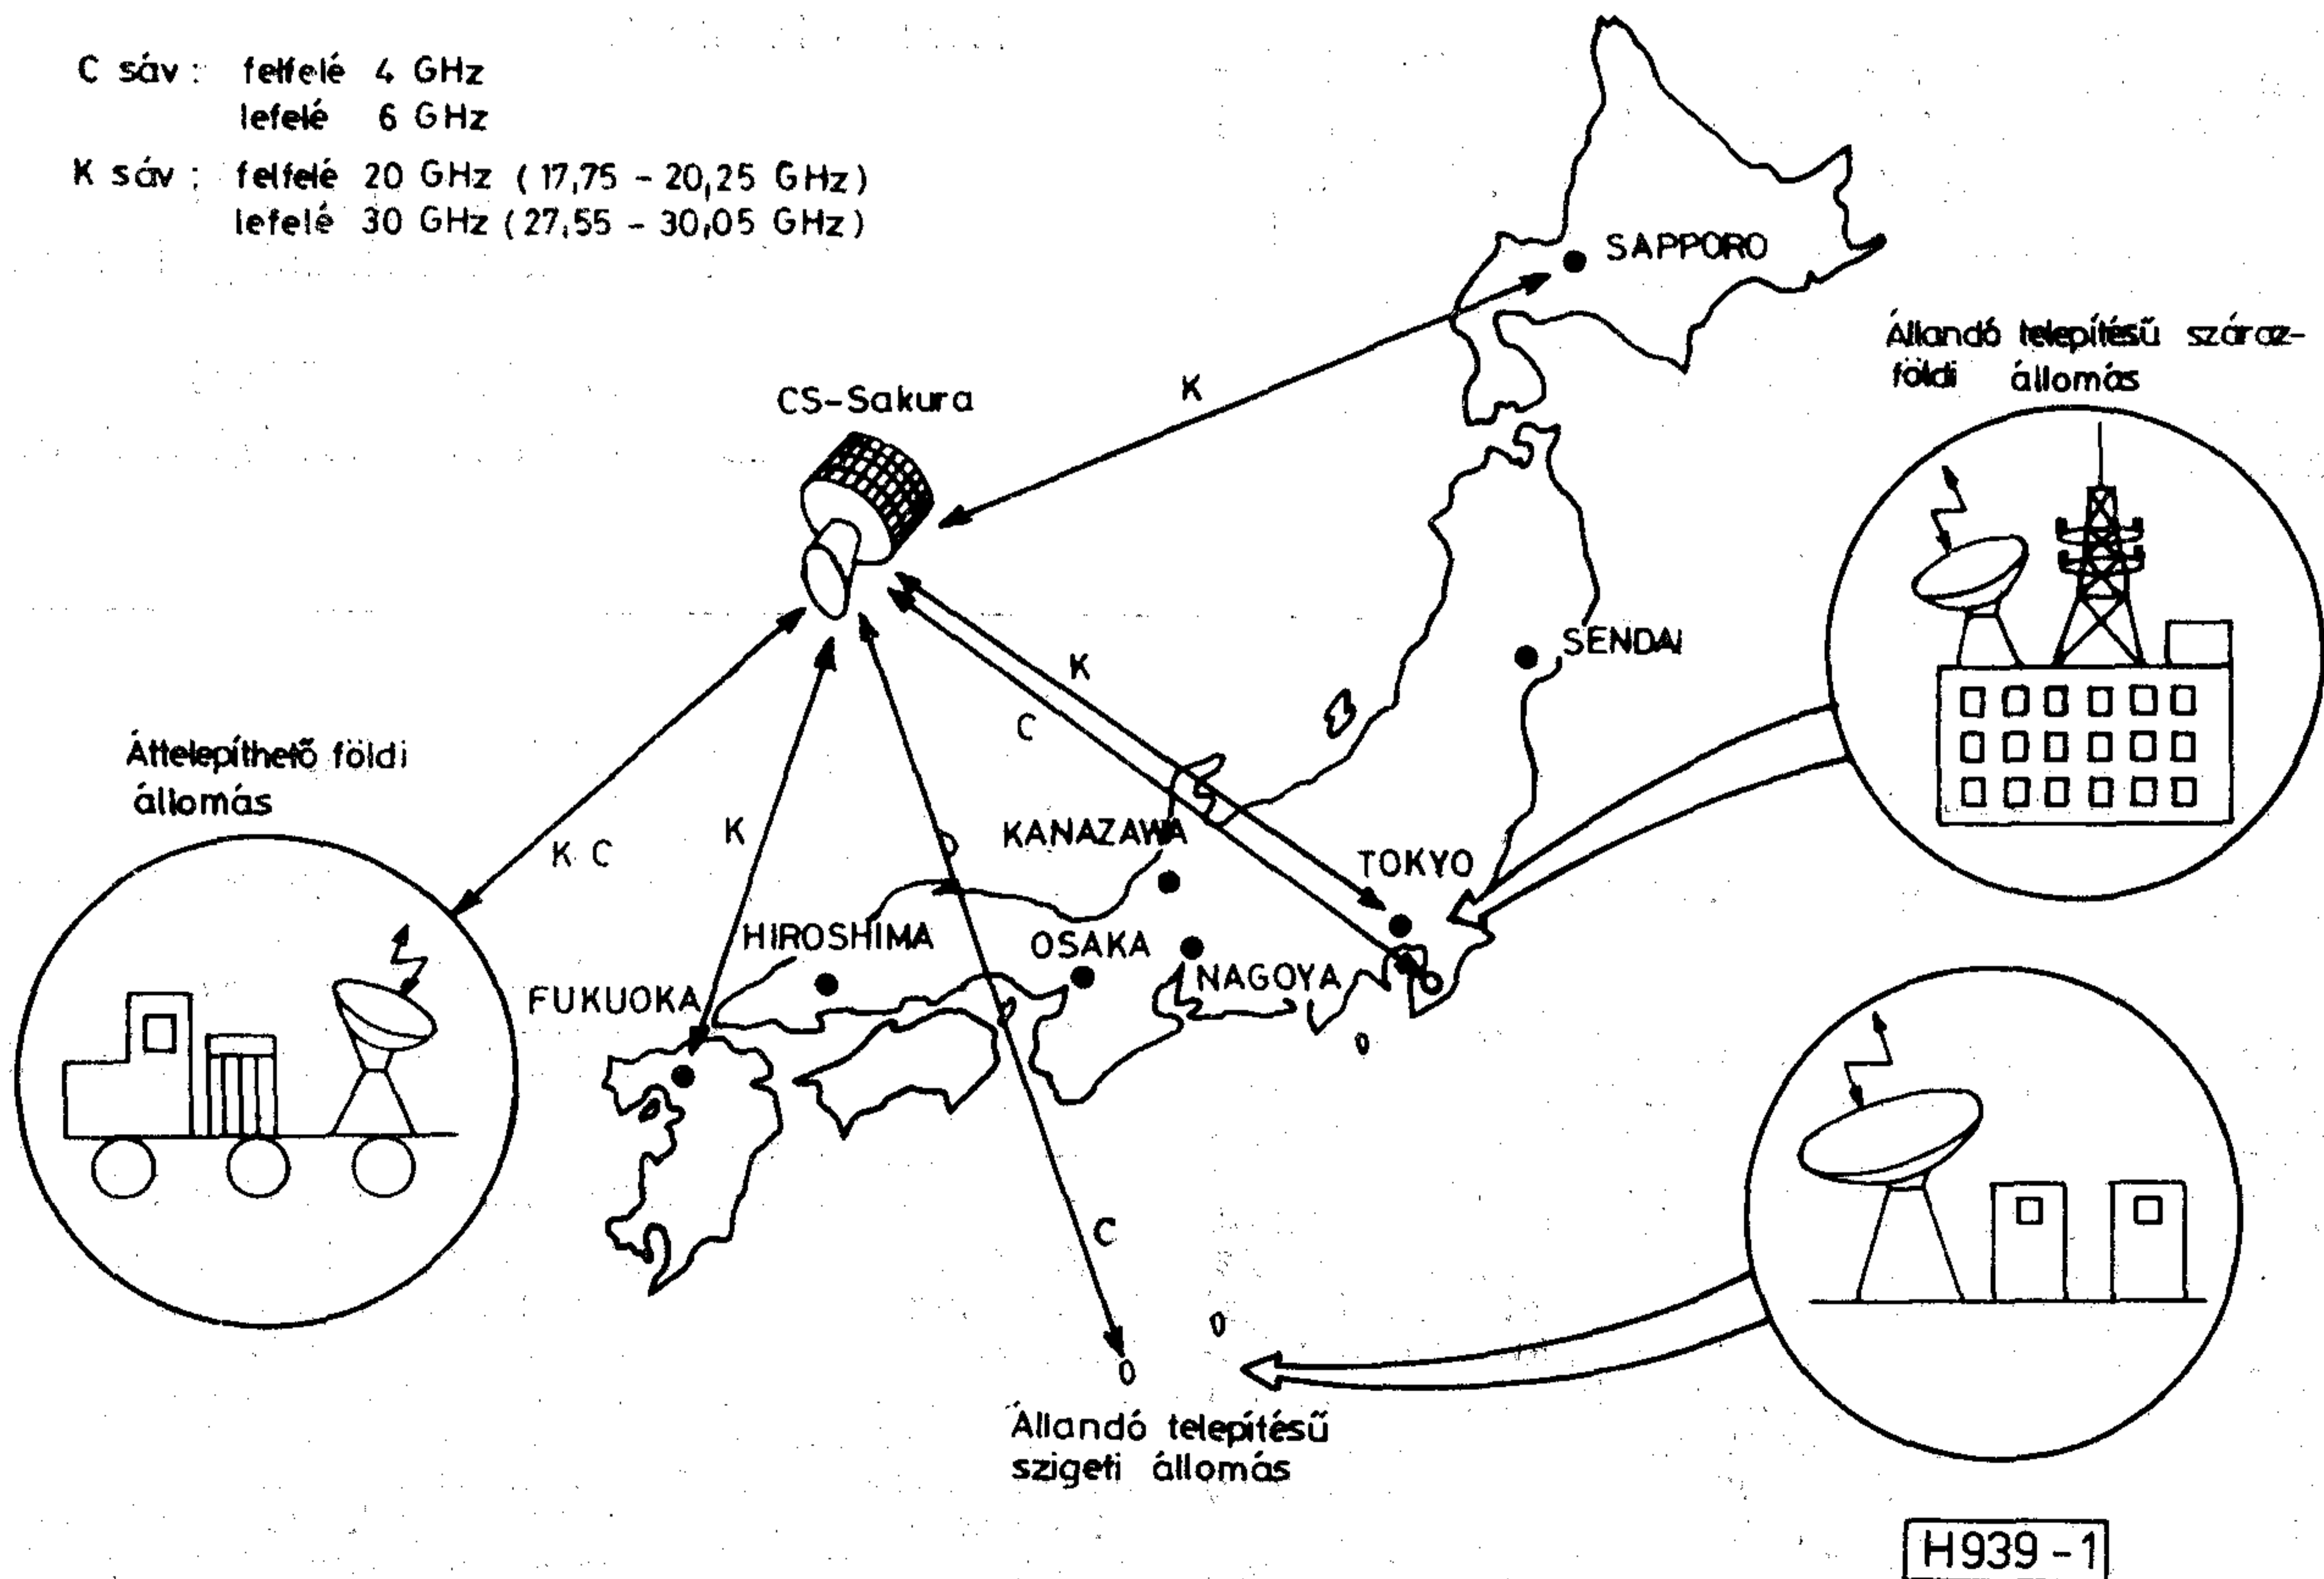 C sáv: felfelé 4 GHz
lefelé 6 GHz
K sáv: felfelé 20 GHz (17,75 - 20,25 GHz)
lefelé 30 GHz (27,55 - 30,05 GHz)
SAPPORO
Állandó telepítésű száraz-
földi állomás
CS-Sakura
K
SENDAI
K
C
Áttelepíthető földi
állomás
K C
K
KANAZAWA
TOKYO
HIROSHIMA
OSAKA
NAGOYA
FUKUOKA
C
Állandó telepítésű
szigeti állomás
H939-1